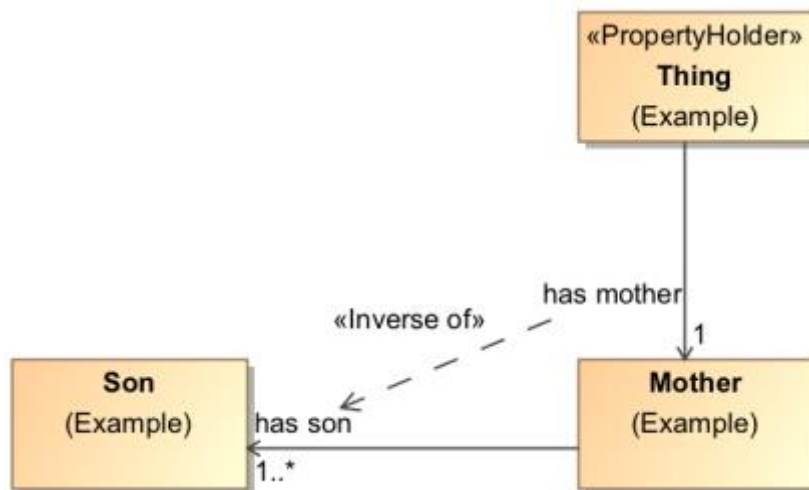 «PropertyHolder»
Thing
(Example)
has mother
«Inverse of»
1
Son
(Example)
has son
1..*
Mother
(Example)